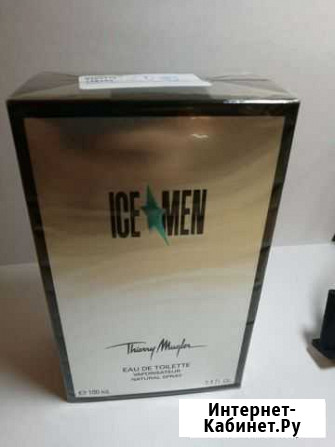 ICE MEN
Thierry Mugler
EAU DE TOILETTE
VAPORISATEUR
NATURAL SPRAY
Интернет-
Кабинет.Ру